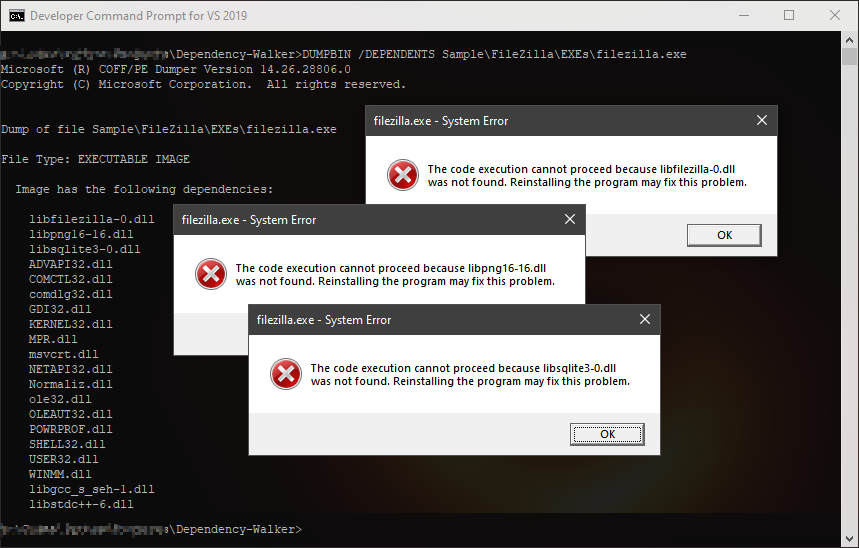 Developer Command Prompt for VS 2019
\Dependency-Walker>DUMPBIN /DEPENDENTS Sample\FileZilla\EXEs\filezilla.exe
Microsoft (R) COFF/PE Dumper Version 14.26.28806.0
Copyright (C) Microsoft Corporation.  All rights reserved.
Dump of file Sample\FileZilla\EXEs\filezilla.exe
File Type: EXECUTABLE IMAGE
Image has the following dependencies:
libfilezilla-0.dll
libpng16-16.dll
libsqlite3-0.dll
ADVAPI32.dll
COMCTL32.dll
comdlg32.dll
GDI32.dll
KERNEL32.dll
MPR.dll
msvcrt.dll
NETAPI32.dll
Normaliz.dll
ole32.dll
OLEAUT32.dll
POWRPROF.dll
SHELL32.dll
USER32.dll
WINMM.dll
libgcc_s_seh-1.dll
libstdc++-6.dll
\Dependency-Walker>
filezilla.exe - System Error
The code execution cannot proceed because libfilezilla-0.dll
was not found. Reinstalling the program may fix this problem.
OK
filezilla.exe - System Error
The code execution cannot proceed because libpng16-16.dll
was not found. Reinstalling the program may fix this problem.
filezilla.exe - System Error
The code execution cannot proceed because libsqlite3-0.dll
was not found. Reinstalling the program may fix this problem.
OK